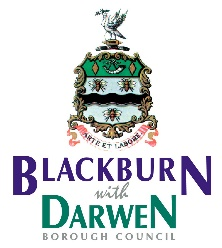 ARTE ET LABORE
BLACKBURN
with
DARWEN
BOROUGH COUNCIL